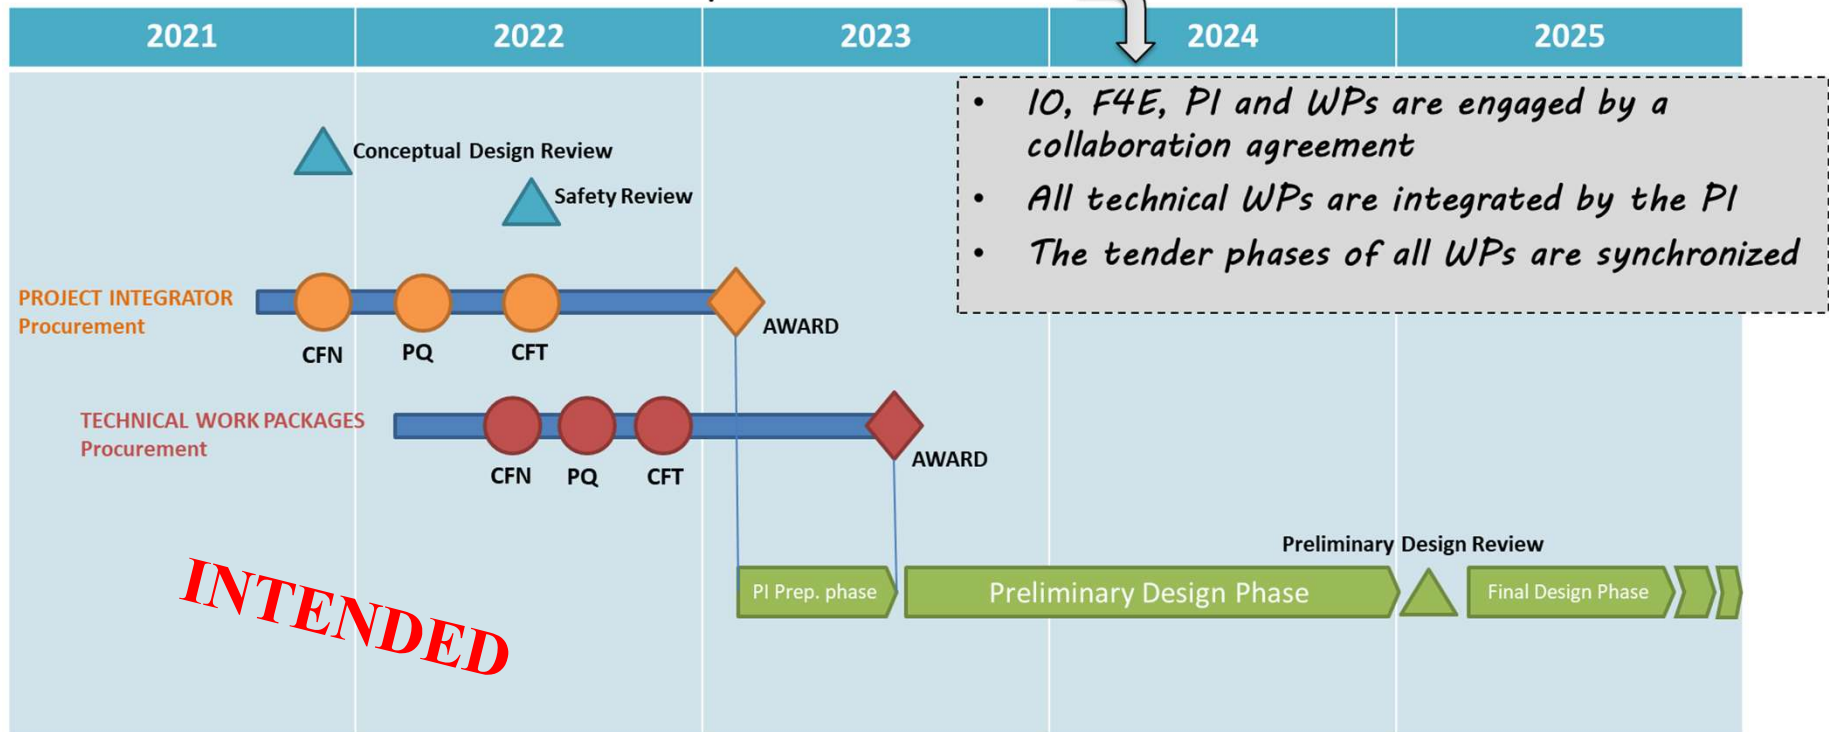 2021 2022 2023 2024 2025
• IO, F4E, PI and WPs are engaged by a
collaboration agreement
• All technical WPs are integrated by the PI
• The tender phases of all WPs are synchronized
Conceptual Design Review
Safety Review
PROJECT INTEGRATOR
Procurement
AWARD
CFN PQ CFT
TECHNICAL WORK PACKAGES
Procurement
AWARD
CFN PQ CFT
Preliminary Design Review
PI Prep. phase Preliminary Design Phase Final Design Phase
INTENDED